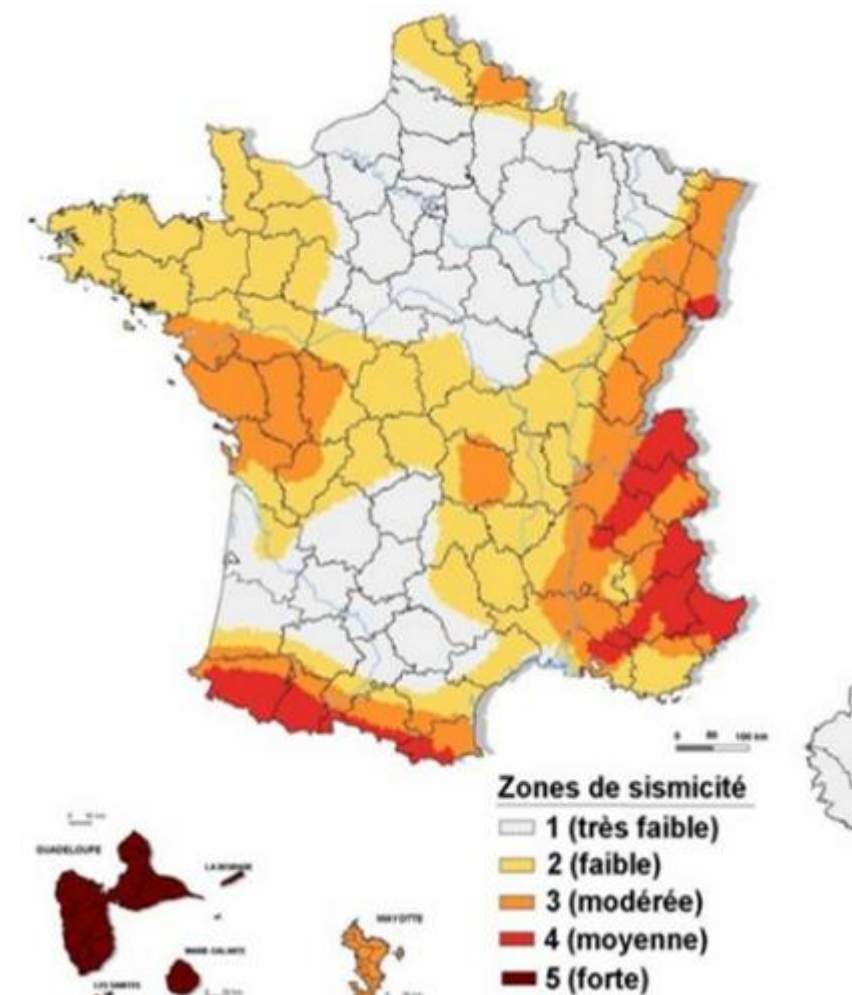 0 50 100 km
Zones de sismicité
1 (très faible)
2 (faible)
3 (modérée)
4 (moyenne)
5 (forte)
GUADELOUPE
LA DESIRADE
MARIE GALANTE
LES SAINTES
MAYOTTE